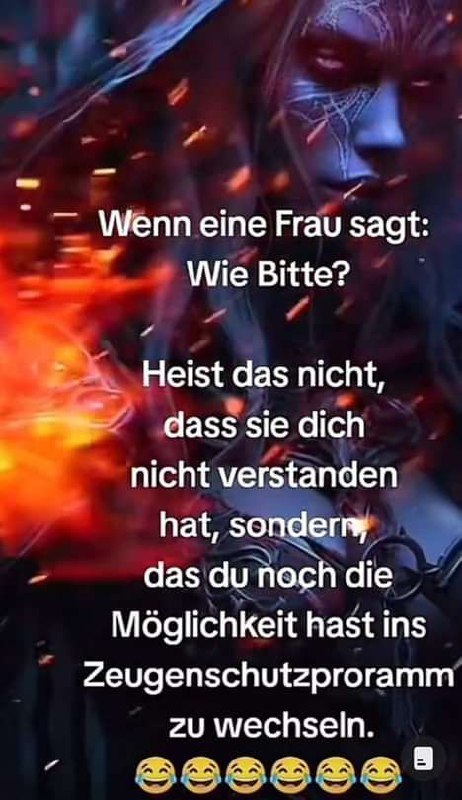 Wenn eine Frau sagt:
Wie Bitte?
Heist das nicht,
dass sie dich
nicht verstanden
hat, sondern,
das du noch die
Möglichkeit hast ins
Zeugenschutzproramm
zu wechseln.
😂😂😂😂😂😂